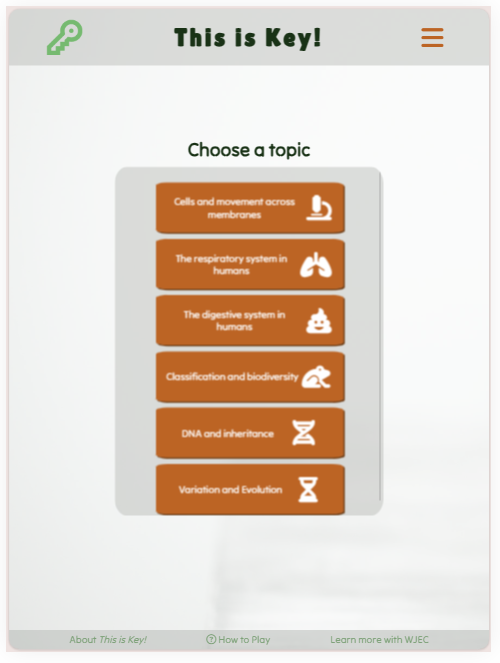 This is Key!
Choose a topic
Cells and movement across
membranes
The respiratory system in
humans
The digestive system in
humans
Classification and biodiversity
DNA and inheritance
Variation and Evolution
About This is Key!
How to Play
Learn more with WJEC